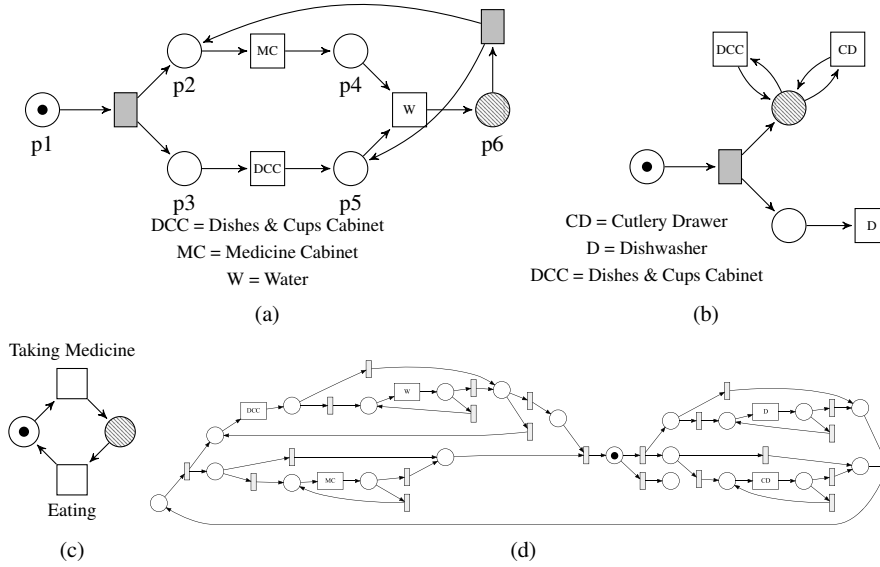 MC
p2
p4
W
p1
p6
DCC
p3
p5
DCC = Dishes & Cups Cabinet
MC = Medicine Cabinet
W = Water
(a)
DCC
CD
D
CD = Cutlery Drawer
D = Dishwasher
DCC = Dishes & Cups Cabinet
(b)
Taking Medicine
Eating
(c)
DCC
W
MC
D
CD
(d)